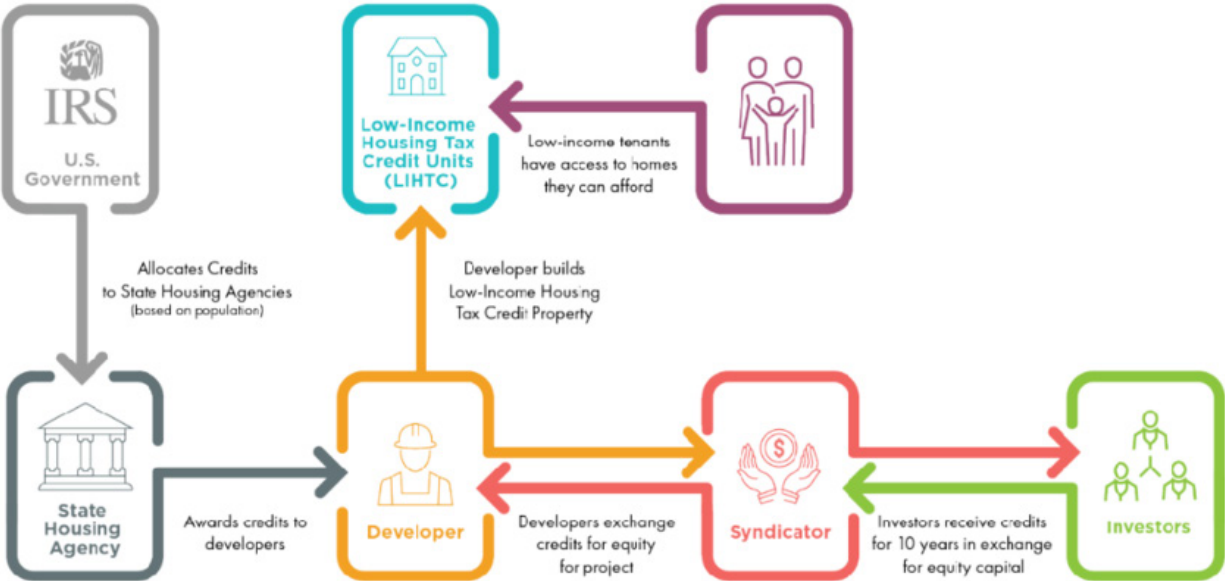 IRS
U.S.
Government
Low-Income
Housing Tax
Credit Units
(LIHTC)
Low-income tenants
have access to homes
they can afford
Allocates Credits
to State Housing Agencies
(based on population)
Developer builds
Low-Income Housing
Tax Credit Property
State
Housing
Agency
Awards credits to
developers
Developer
Developers exchange
credits for equity
for project
$
Syndicator
Investors receive credits
for 10 years in exchange
for equity capital
Investors